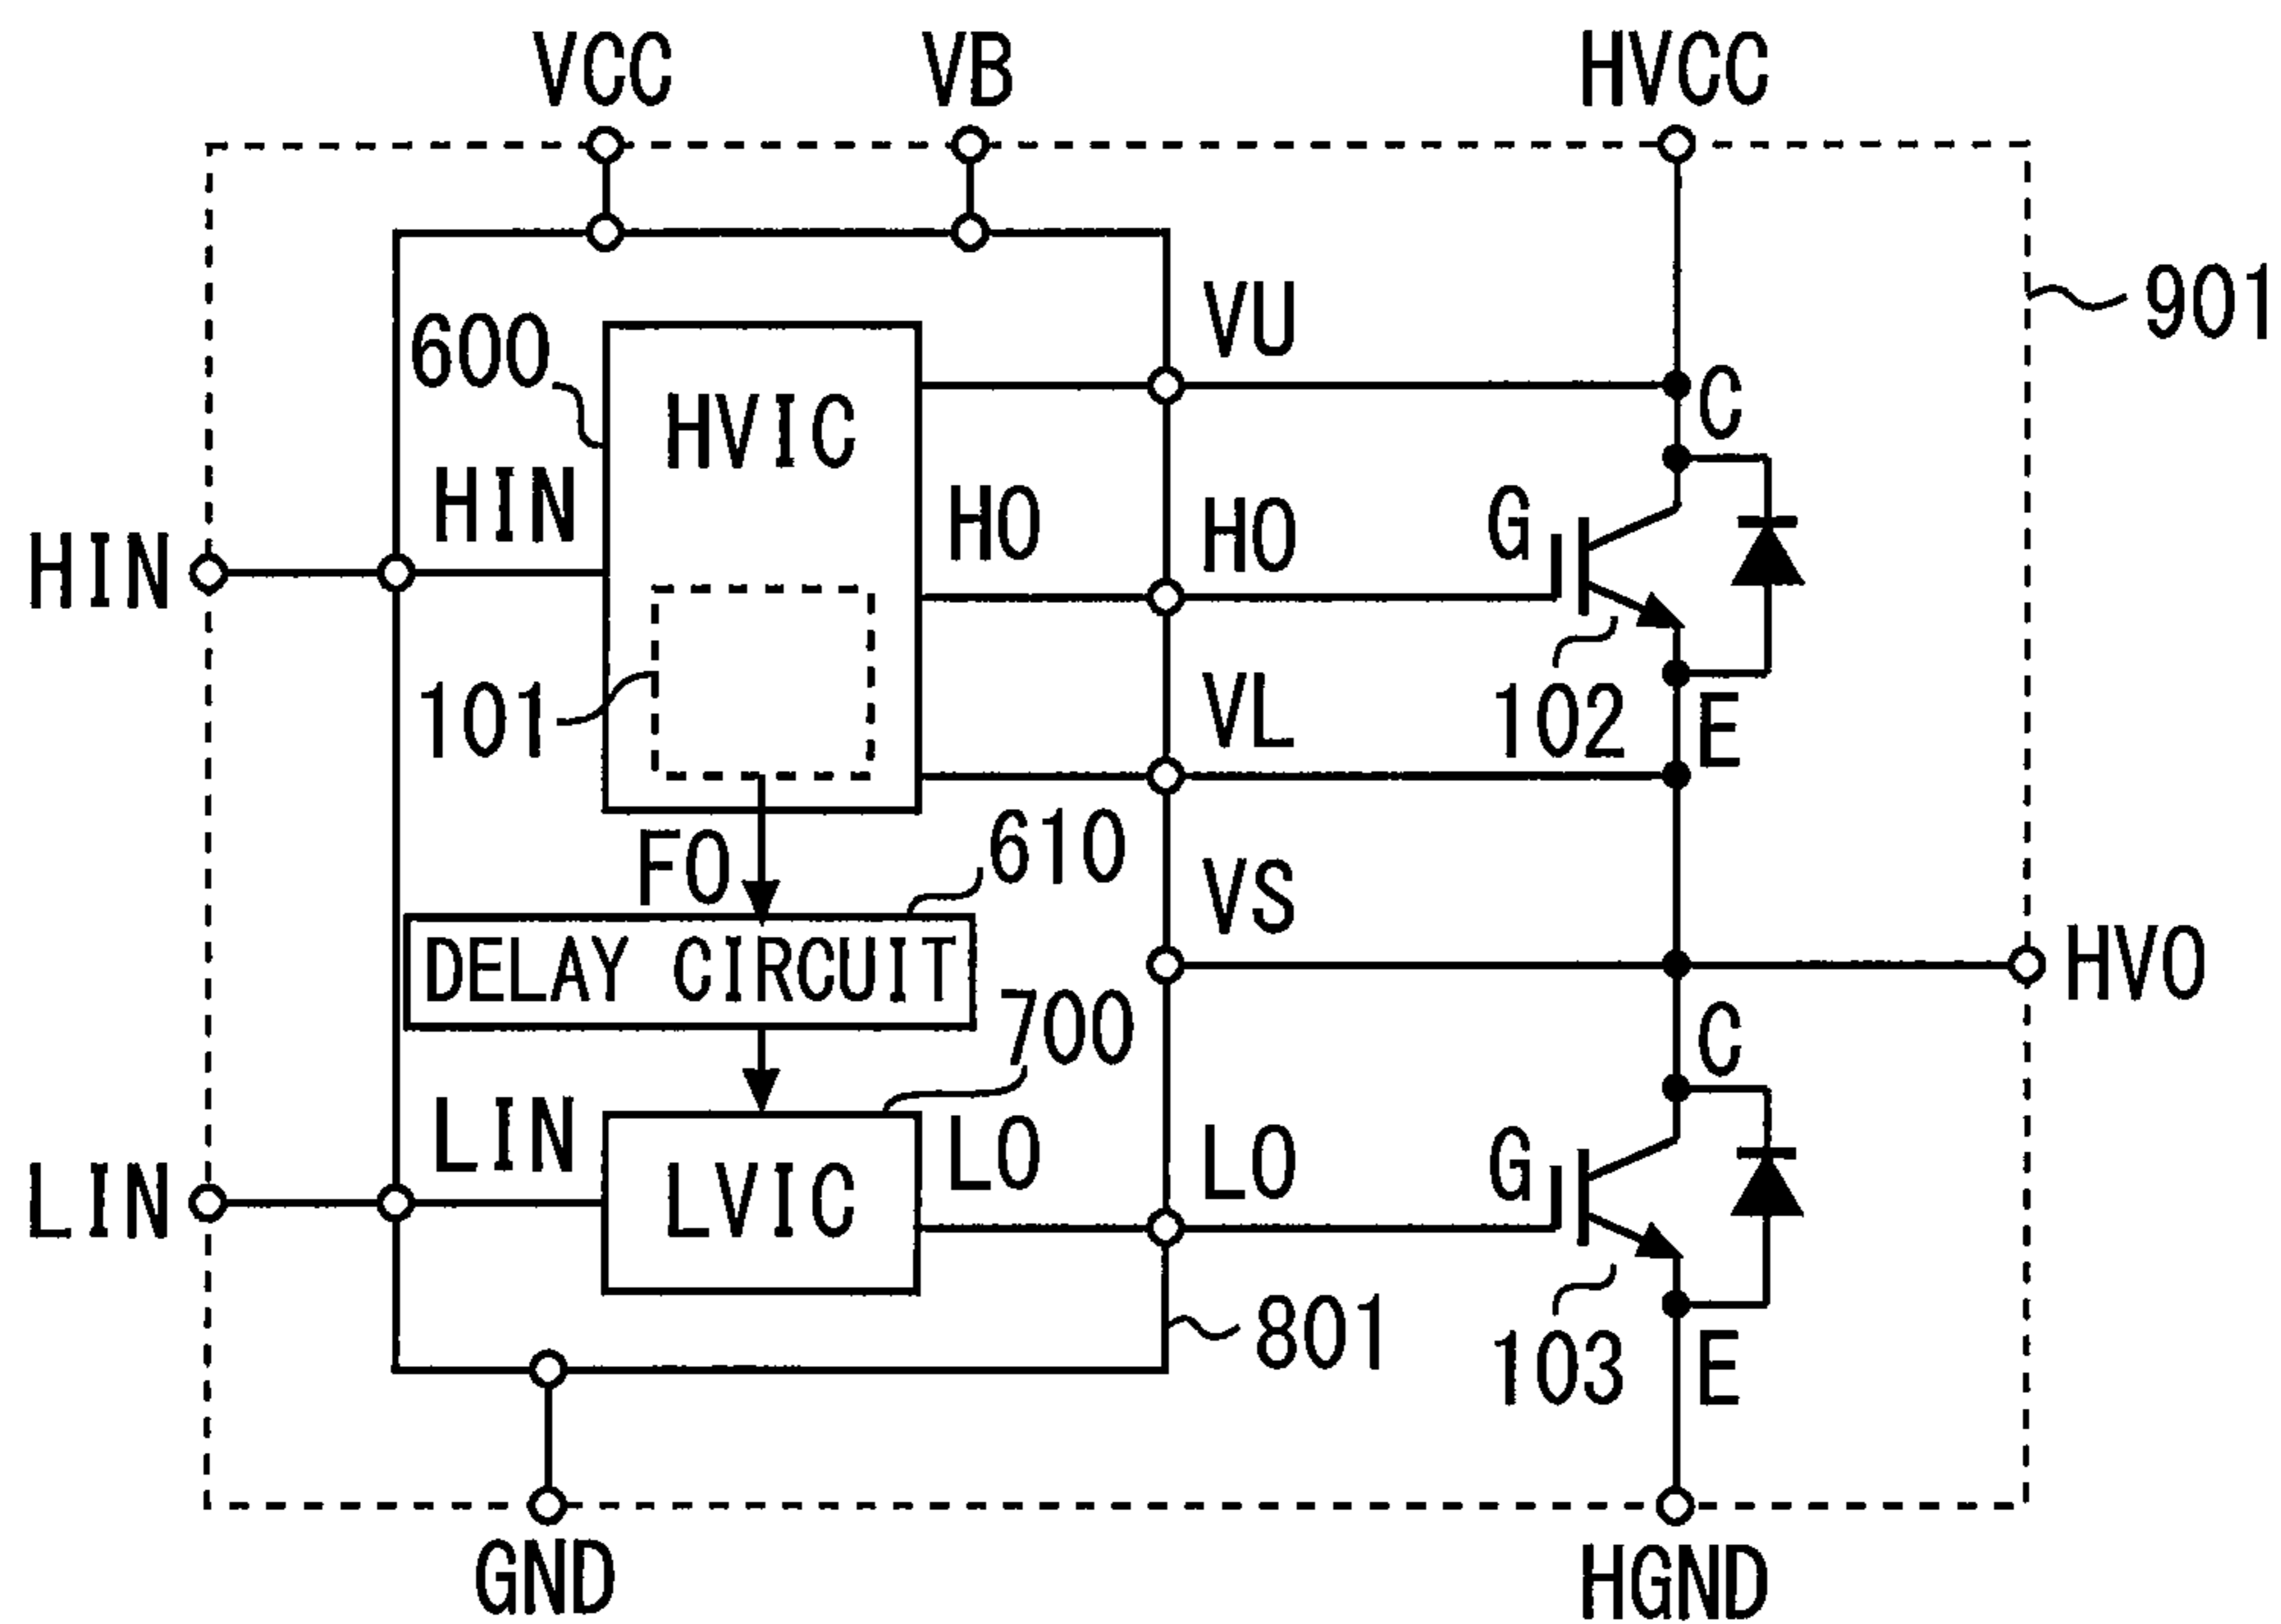 VCC VB HVCC
901
VU
600
HVIC
C
HIN
HO
HO
G
HIN
101
VL
102
E
FO
610
VS
DELAY CIRCUIT
HVO
700
C
LIN
LO
LO
G
LIN
LVIC
801
103
E
GND
HGND